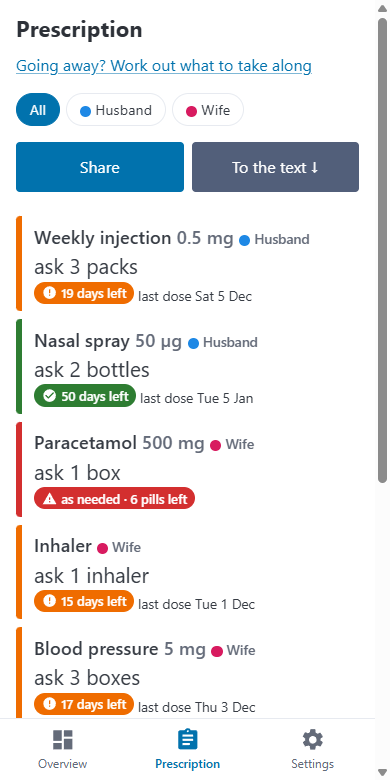 Prescription
Going away? Work out what to take along
All Husband Wife
Share To the text ↓
Weekly injection 0.5 mg Husband
ask 3 packs
19 days left last dose Sat 5 Dec
Nasal spray 50 µg Husband
ask 2 bottles
50 days left last dose Tue 5 Jan
Paracetamol 500 mg Wife
ask 1 box
as needed · 6 pills left
Inhaler Wife
ask 1 inhaler
15 days left last dose Tue 1 Dec
Blood pressure 5 mg Wife
ask 3 boxes
17 days left last dose Thu 3 Dec
Overview Prescription Settings